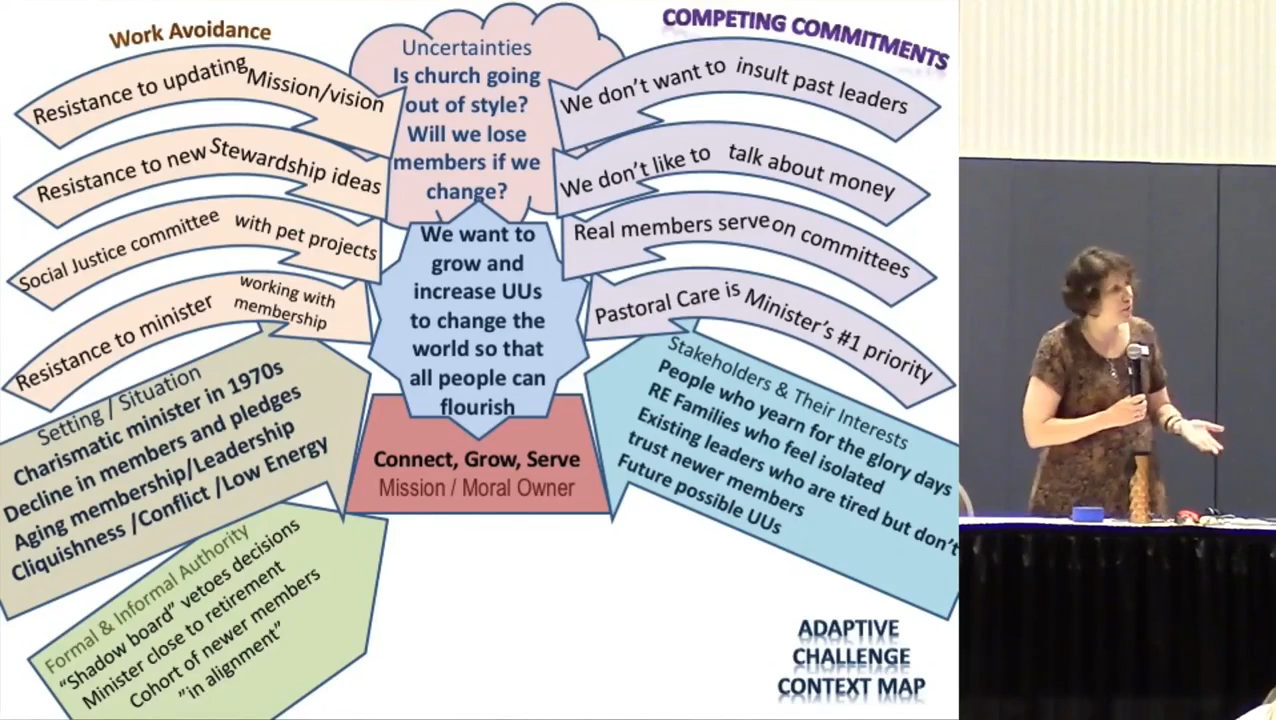 Work Avoidance
Resistance to updating Mission/vision
Resistance to new Stewardship ideas
Social Justice committee with pet projects
Resistance to minister working with
membership
Uncertainties
Is church going
out of style?
Will we lose
members if we
change?
COMPETING COMMITMENTS
We don't want to insult past leaders
We don't like to talk about money
Real members serve on committees
Pastoral Care is Minister's #1 priority
We want to
grow and
increase UUs
to change the
world so that
all people can
flourish
Connect, Grow, Serve
Mission / Moral Owner
Setting / Situation
Charismatic minister in 1970s
Decline in members and pledges
Aging membership/Leadership
Cliquishness /Conflict /Low Energy
Stakeholders & Their Interests
People who yearn for the glory days
RE Families who feel isolated
Existing leaders who are tired but don't
trust newer members
Future possible UUs
Formal & Informal Authority
"Shadow board" vetoes decisions
Minister close to retirement
Cohort of newer members
"in alignment"
ADAPTIVE
CHALLENGE
CONTEXT MAP